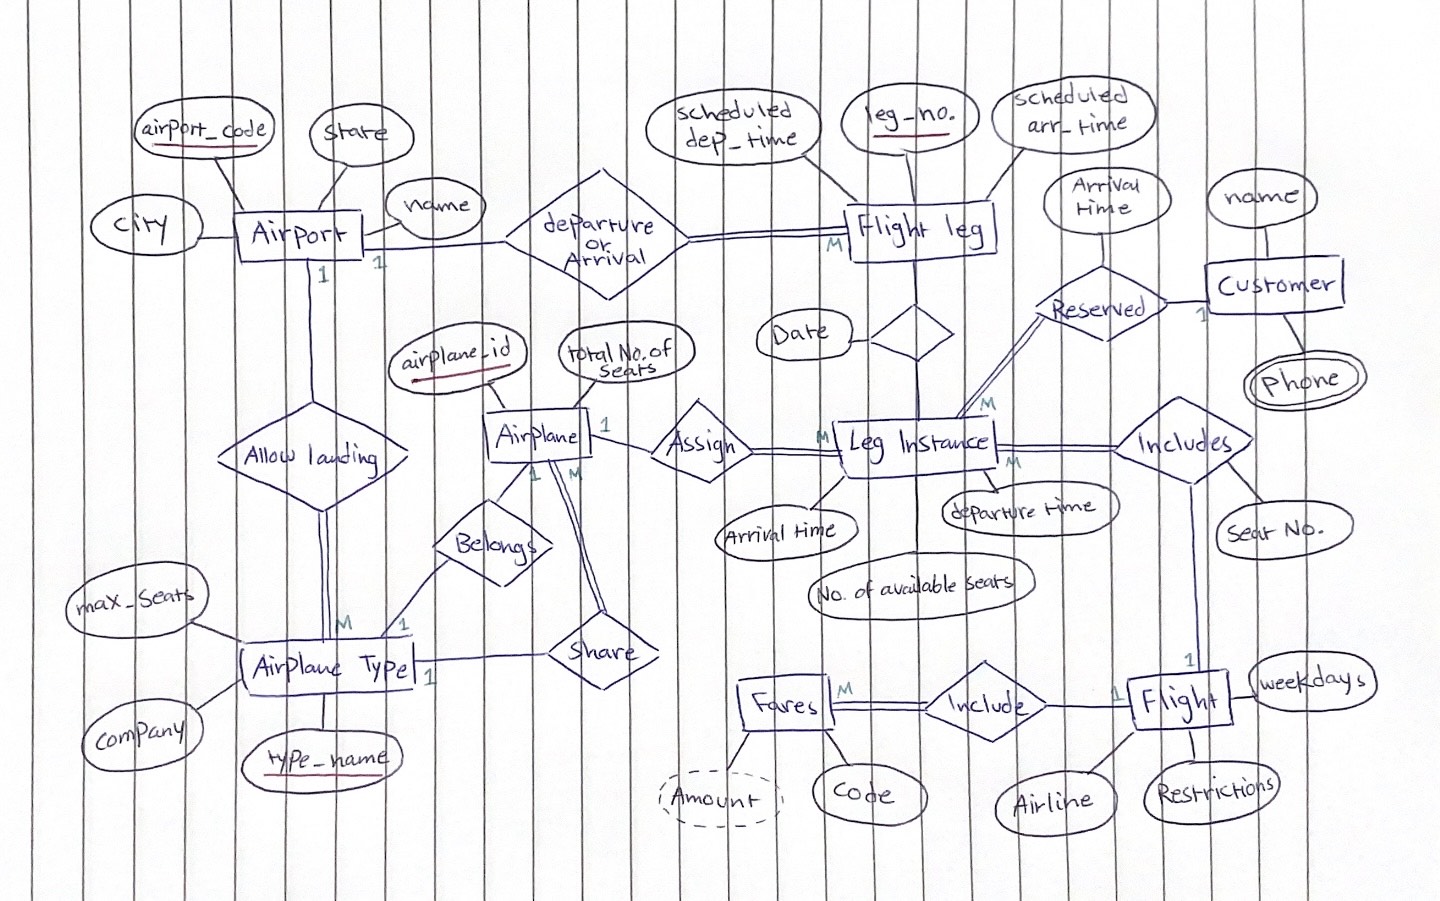 airport_code
state
scheduled
dep_time
leg_no.
scheduled
arr_time
city
name
Airport
1
1
departure
or
Arrival
M
Flight leg
Arrival
time
name
Reserved
Customer
1
airplane_id
total No. of
seats
Date
phone
Allow landing
Airplane
1
1
M
Assign
M
Leg Instance
M
M
Includes
Arrival time
departure time
seat No.
Belongs
No. of available seats
max_seats
M
1
Airplane Type
1
Share
company
type_name
Fares
M
Include
1
1
Flight
weekdays
Amount
Code
Airline
Restrictions